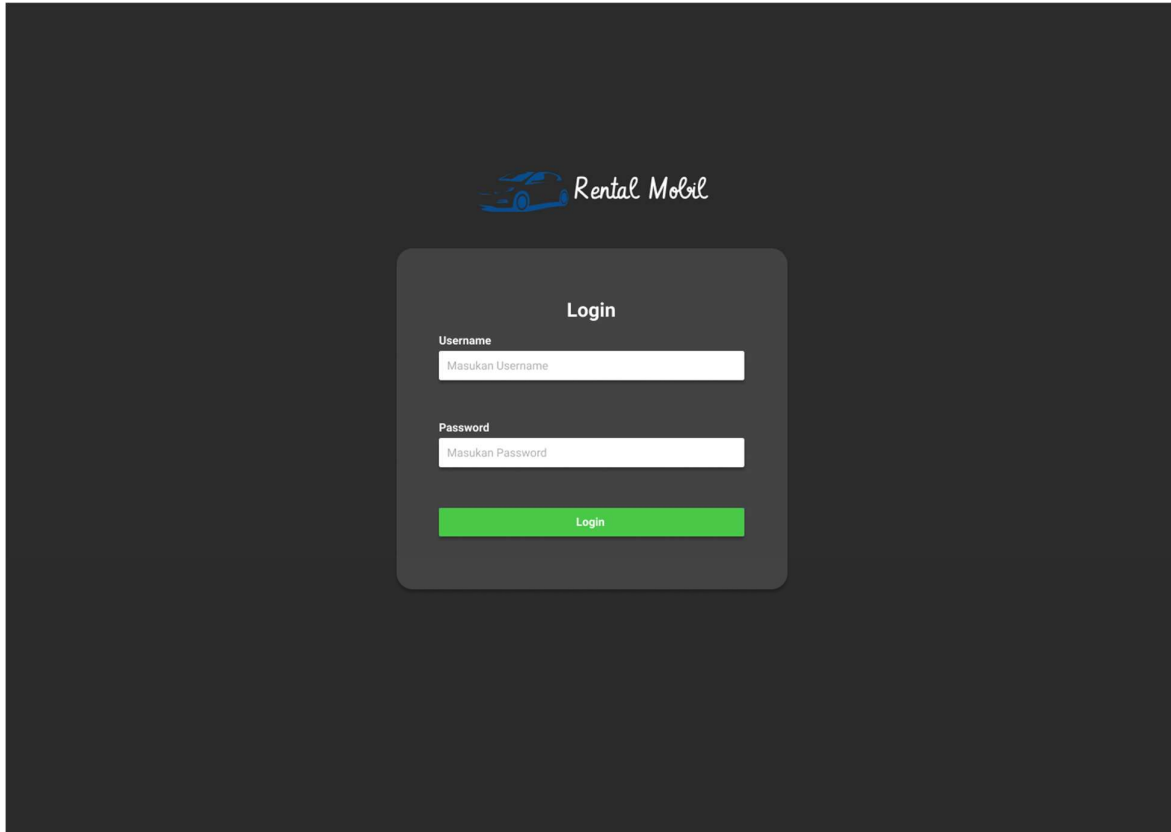 Rental Mobil
Login
Username
Masukan Username
Password
Masukan Password
Login